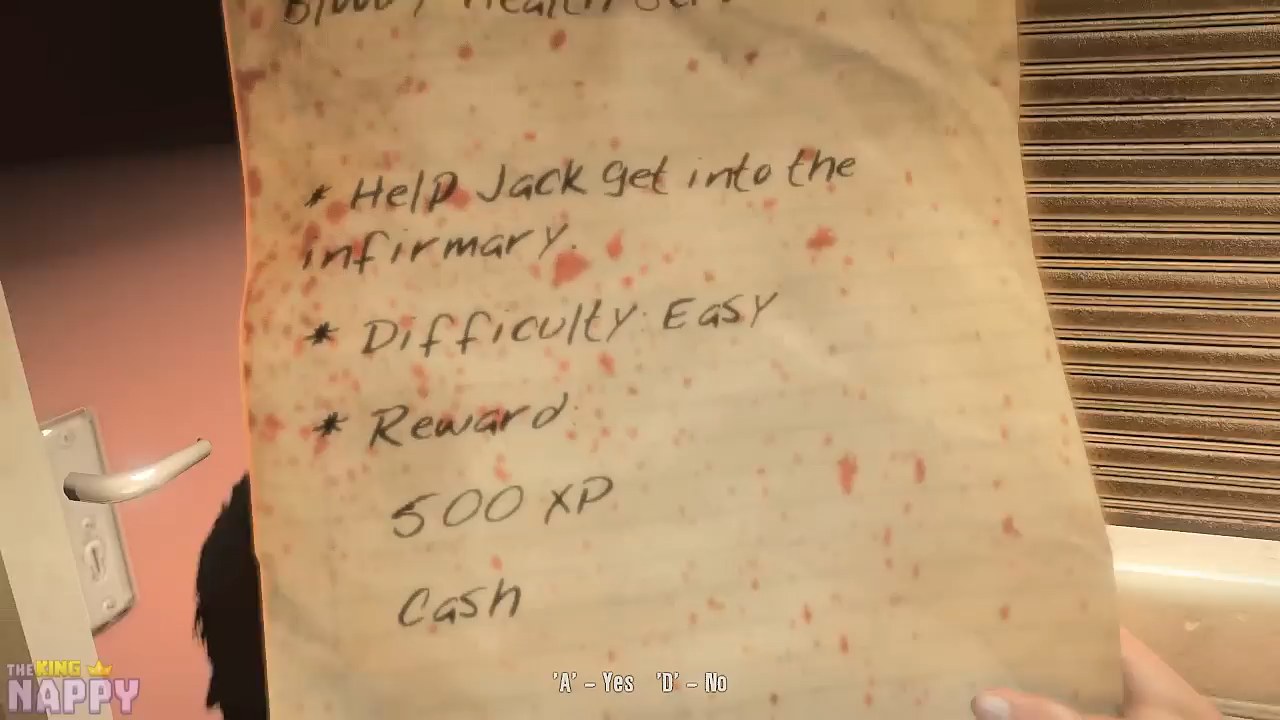 * Help Jack get into the
infirmary.
* Difficulty: Easy
* Reward:
500 XP
Cash
'A' – Yes 'D' – No
THE KING
NAPPY